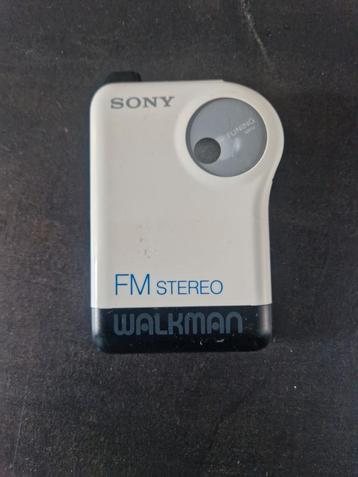 SONY
TUNING
FM STEREO
WALKMAN